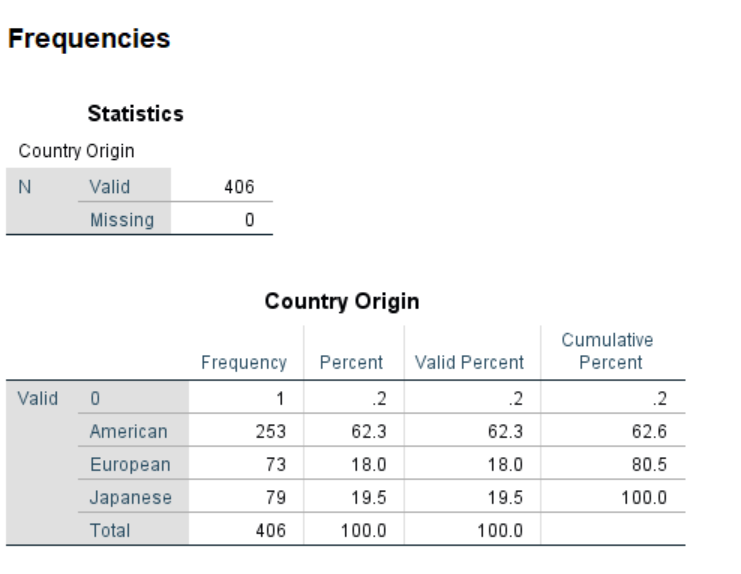 Frequencies
Statistics
Country Origin
N Valid 406
Missing 0
Country Origin
Frequency Percent Valid Percent Cumulative Percent
Valid 0 1 .2 .2 .2
American 253 62.3 62.3 62.6
European 73 18.0 18.0 80.5
Japanese 79 19.5 19.5 100.0
Total 406 100.0 100.0